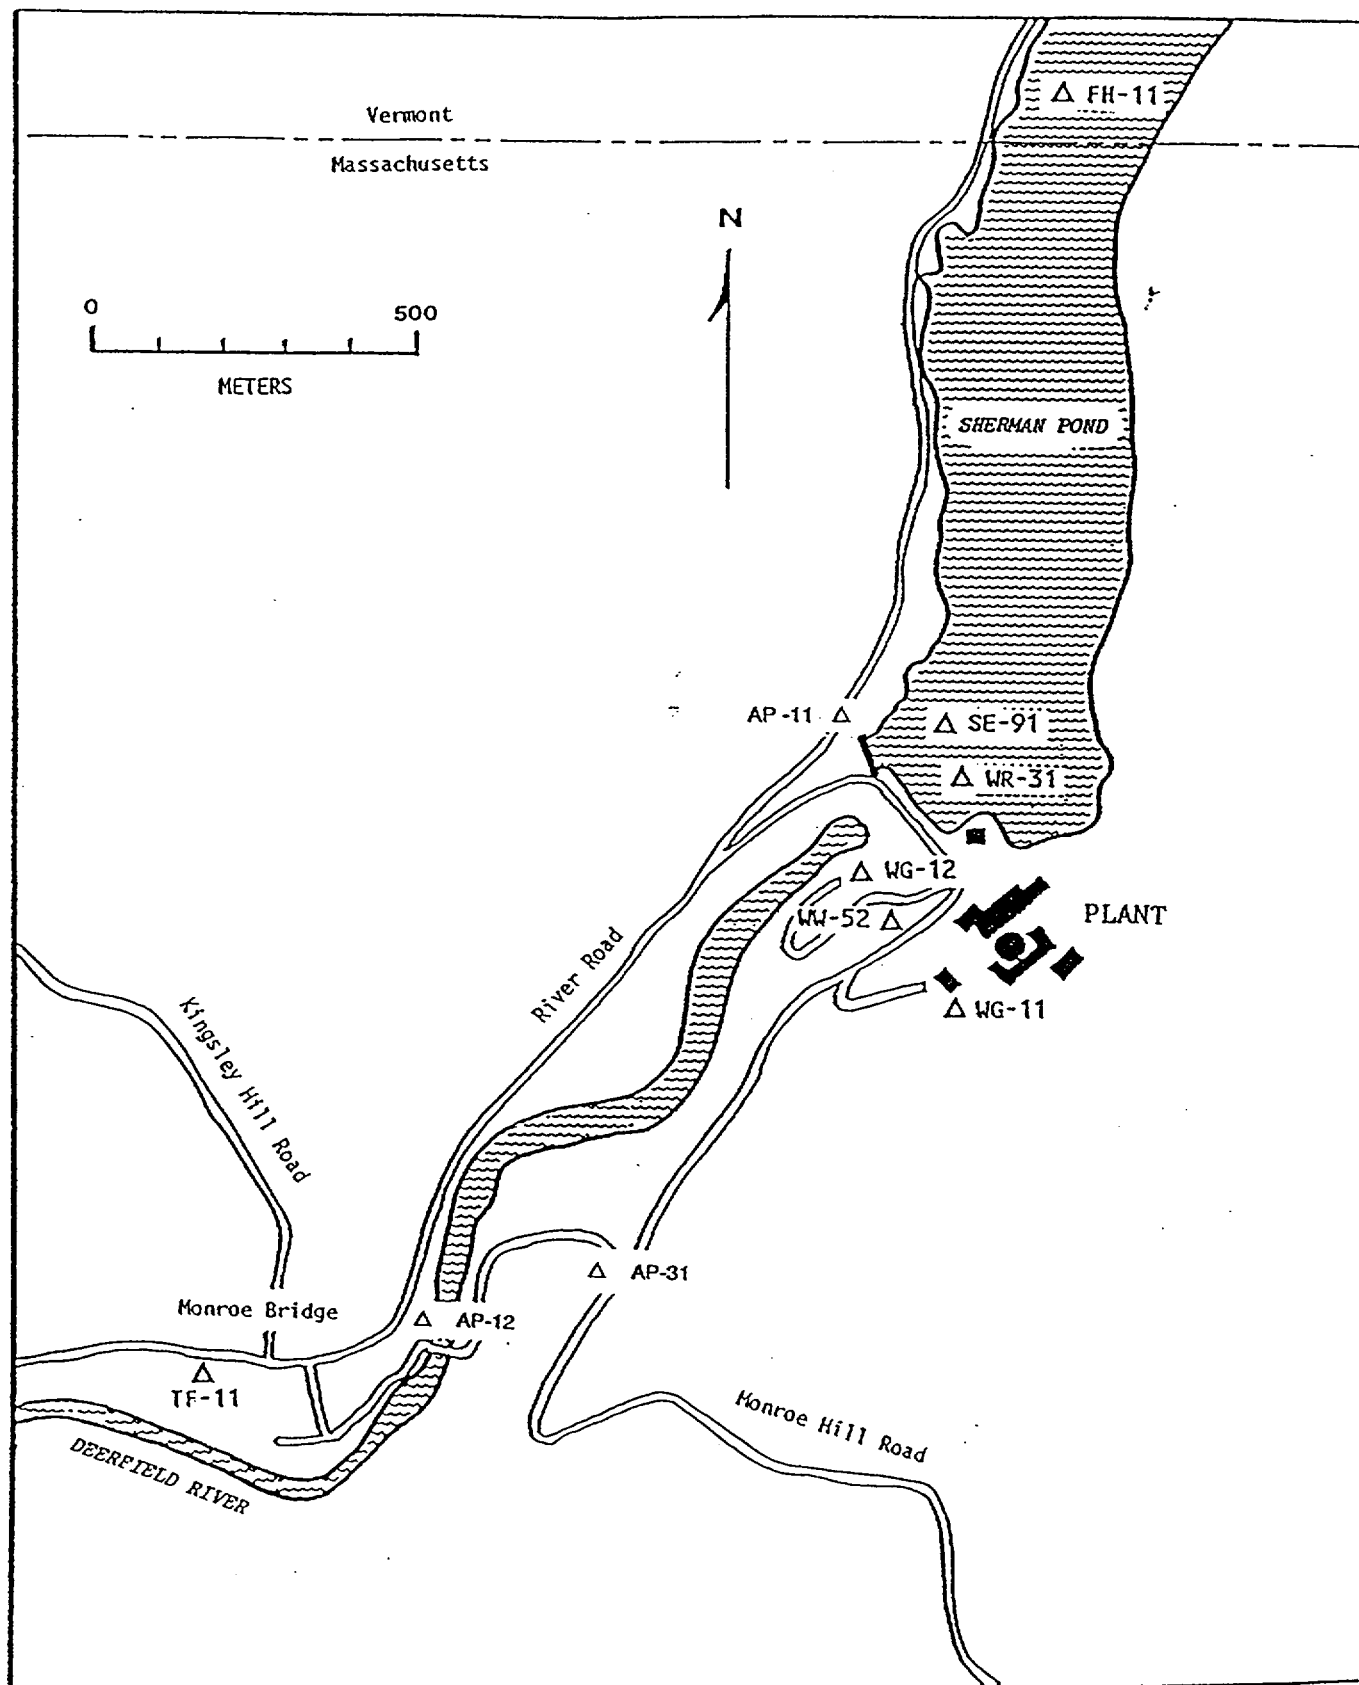 FH-11
Vermont
Massachusetts
N
0 500
METERS
SHERMAN POND
AP-11
SE-91
WR-31
WG-12
WW-52
PLANT
WG-11
River Road
Kingsley Hill Road
AP-31
Monroe Bridge
AP-12
TF-11
Monroe Hill Road
DEERFIELD RIVER